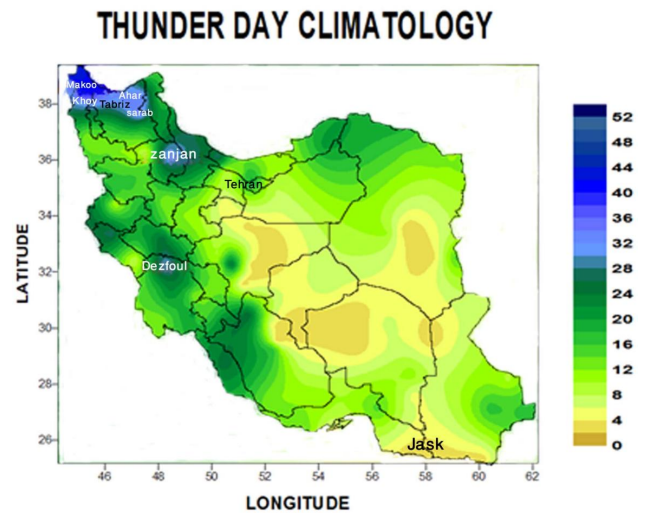 THUNDER DAY CLIMATOLOGY
Makoo
Ahar
Khoy Tabriz
sarab
zanjan
Tehran
Dezfoul
Jask
LATITUDE
38
36
34
32
30
28
26
46 48 50 52 54 56 58 60 62
LONGITUDE
52
48
44
40
36
32
28
24
20
16
12
8
4
0